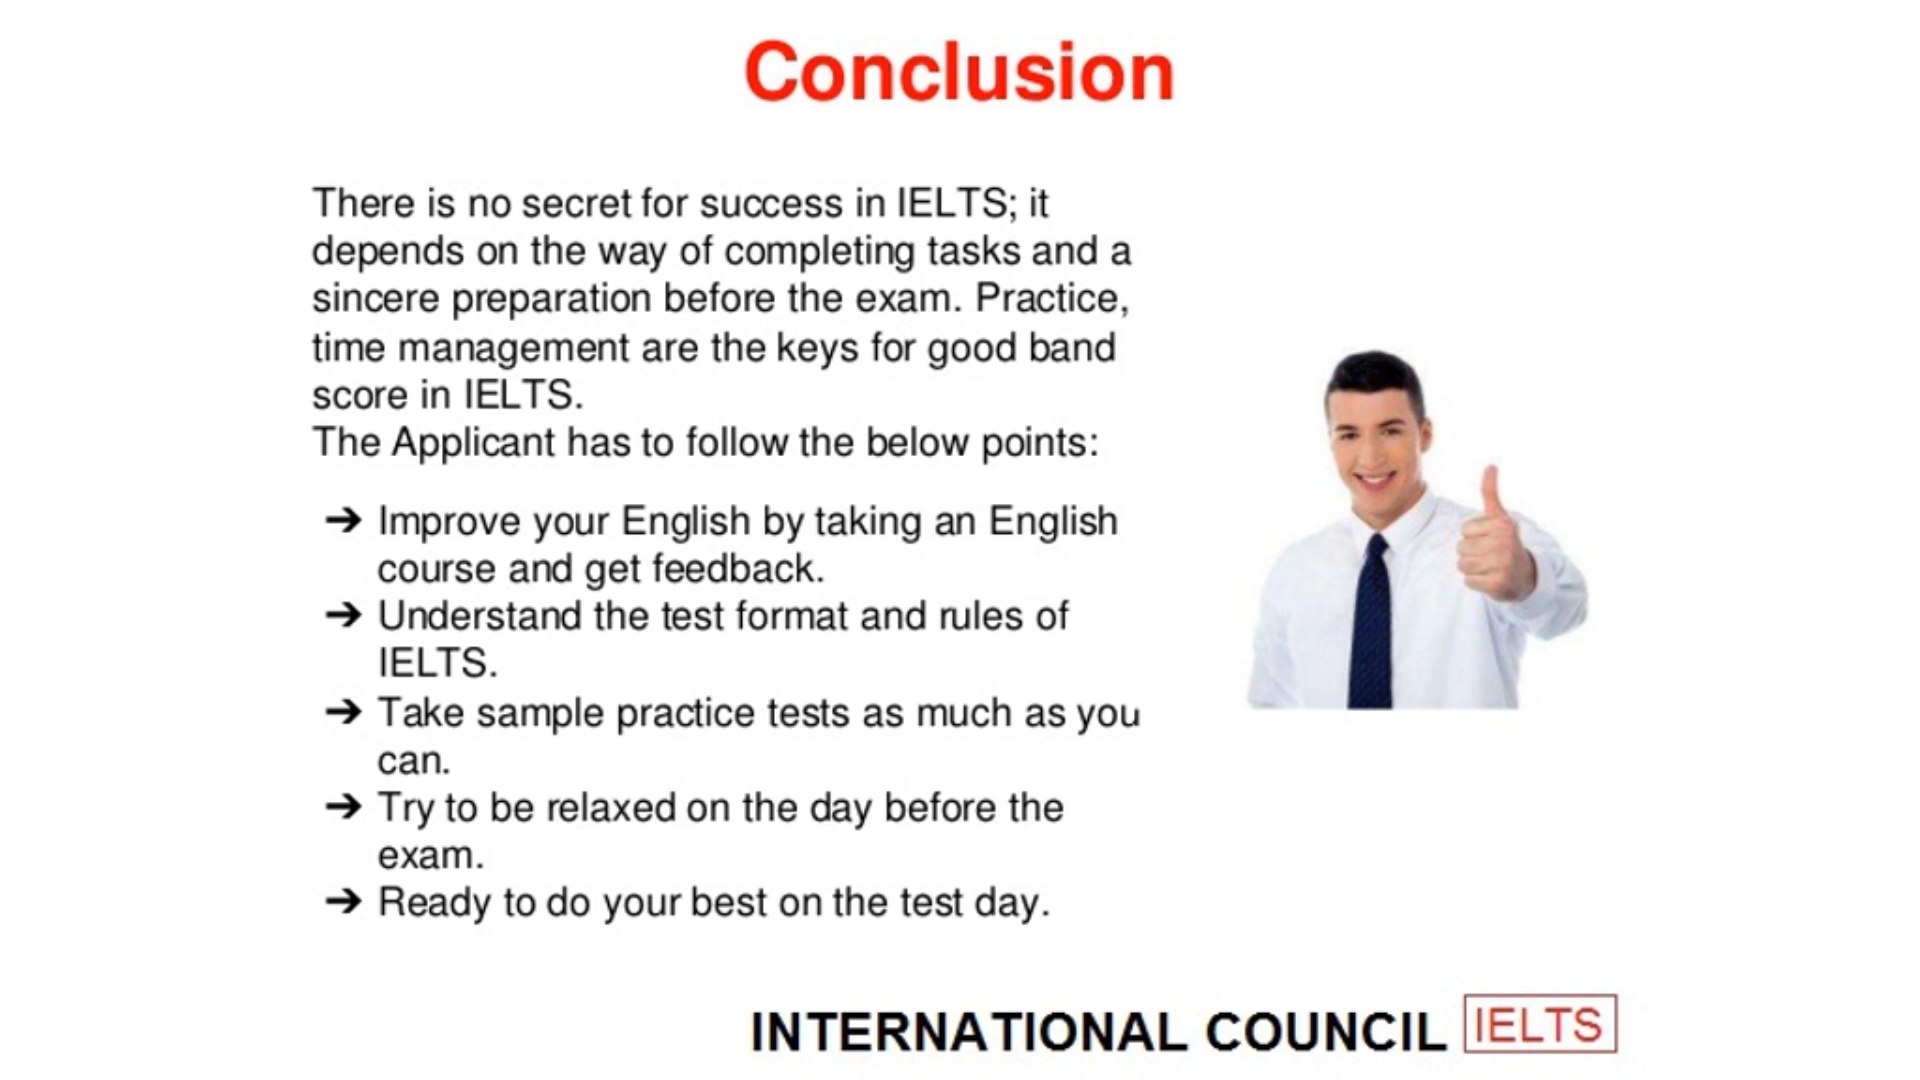 Conclusion
There is no secret for success in IELTS; it
depends on the way of completing tasks and a
sincere preparation before the exam. Practice,
time management are the keys for good band
score in IELTS.
The Applicant has to follow the below points:
➔ Improve your English by taking an English
course and get feedback.
➔ Understand the test format and rules of
IELTS.
➔ Take sample practice tests as much as you
can.
➔ Try to be relaxed on the day before the
exam.
➔ Ready to do your best on the test day.
INTERNATIONAL COUNCIL IELTS